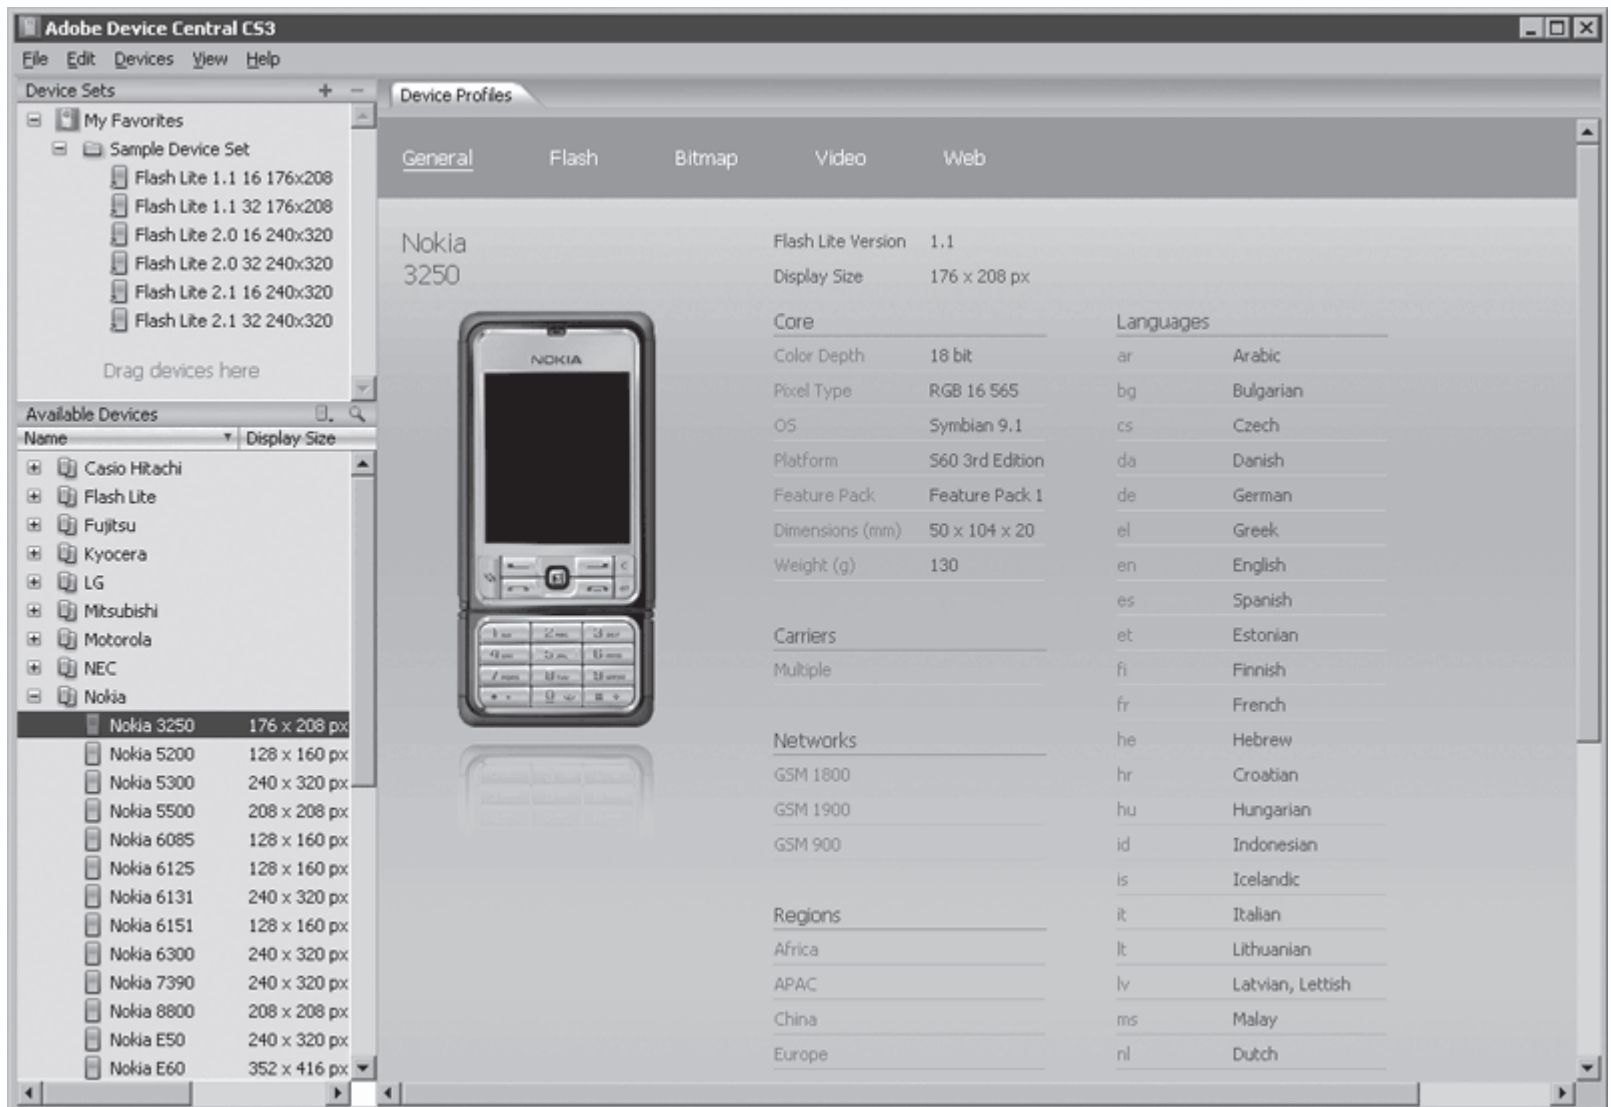 Adobe Device Central CS3
File Edit Devices View Help
Device Sets
My Favorites
Sample Device Set
Flash Lite 1.1 16 176x208
Flash Lite 1.1 32 176x208
Flash Lite 2.0 16 240x320
Flash Lite 2.0 32 240x320
Flash Lite 2.1 16 240x320
Flash Lite 2.1 32 240x320
Drag devices here
Available Devices
Name Display Size
Casio Hitachi
Flash Lite
Fujitsu
Kyocera
LG
Mitsubishi
Motorola
NEC
Nokia
Nokia 3250 176 x 208 px
Nokia 5200 128 x 160 px
Nokia 5300 240 x 320 px
Nokia 5500 208 x 208 px
Nokia 6085 128 x 160 px
Nokia 6125 128 x 160 px
Nokia 6131 240 x 320 px
Nokia 6151 128 x 160 px
Nokia 6300 240 x 320 px
Nokia 7390 240 x 320 px
Nokia 8800 208 x 208 px
Nokia E50 240 x 320 px
Nokia E60 352 x 416 px
Device Profiles
General Flash Bitmap Video Web
Nokia
3250
NOKIA
Flash Lite Version 1.1
Display Size 176 x 208 px
Core
Color Depth 18 bit
Pixel Type RGB 16 565
OS Symbian 9.1
Platform S60 3rd Edition
Feature Pack Feature Pack 1
Dimensions (mm) 50 x 104 x 20
Weight (g) 130
Carriers
Multiple
Networks
GSM 1800
GSM 1900
GSM 900
Regions
Africa
APAC
China
Europe
Languages
ar Arabic
bg Bulgarian
cs Czech
da Danish
de German
el Greek
en English
es Spanish
et Estonian
fi Finnish
fr French
he Hebrew
hr Croatian
hu Hungarian
id Indonesian
is Icelandic
it Italian
lt Lithuanian
lv Latvian, Lettish
ms Malay
nl Dutch